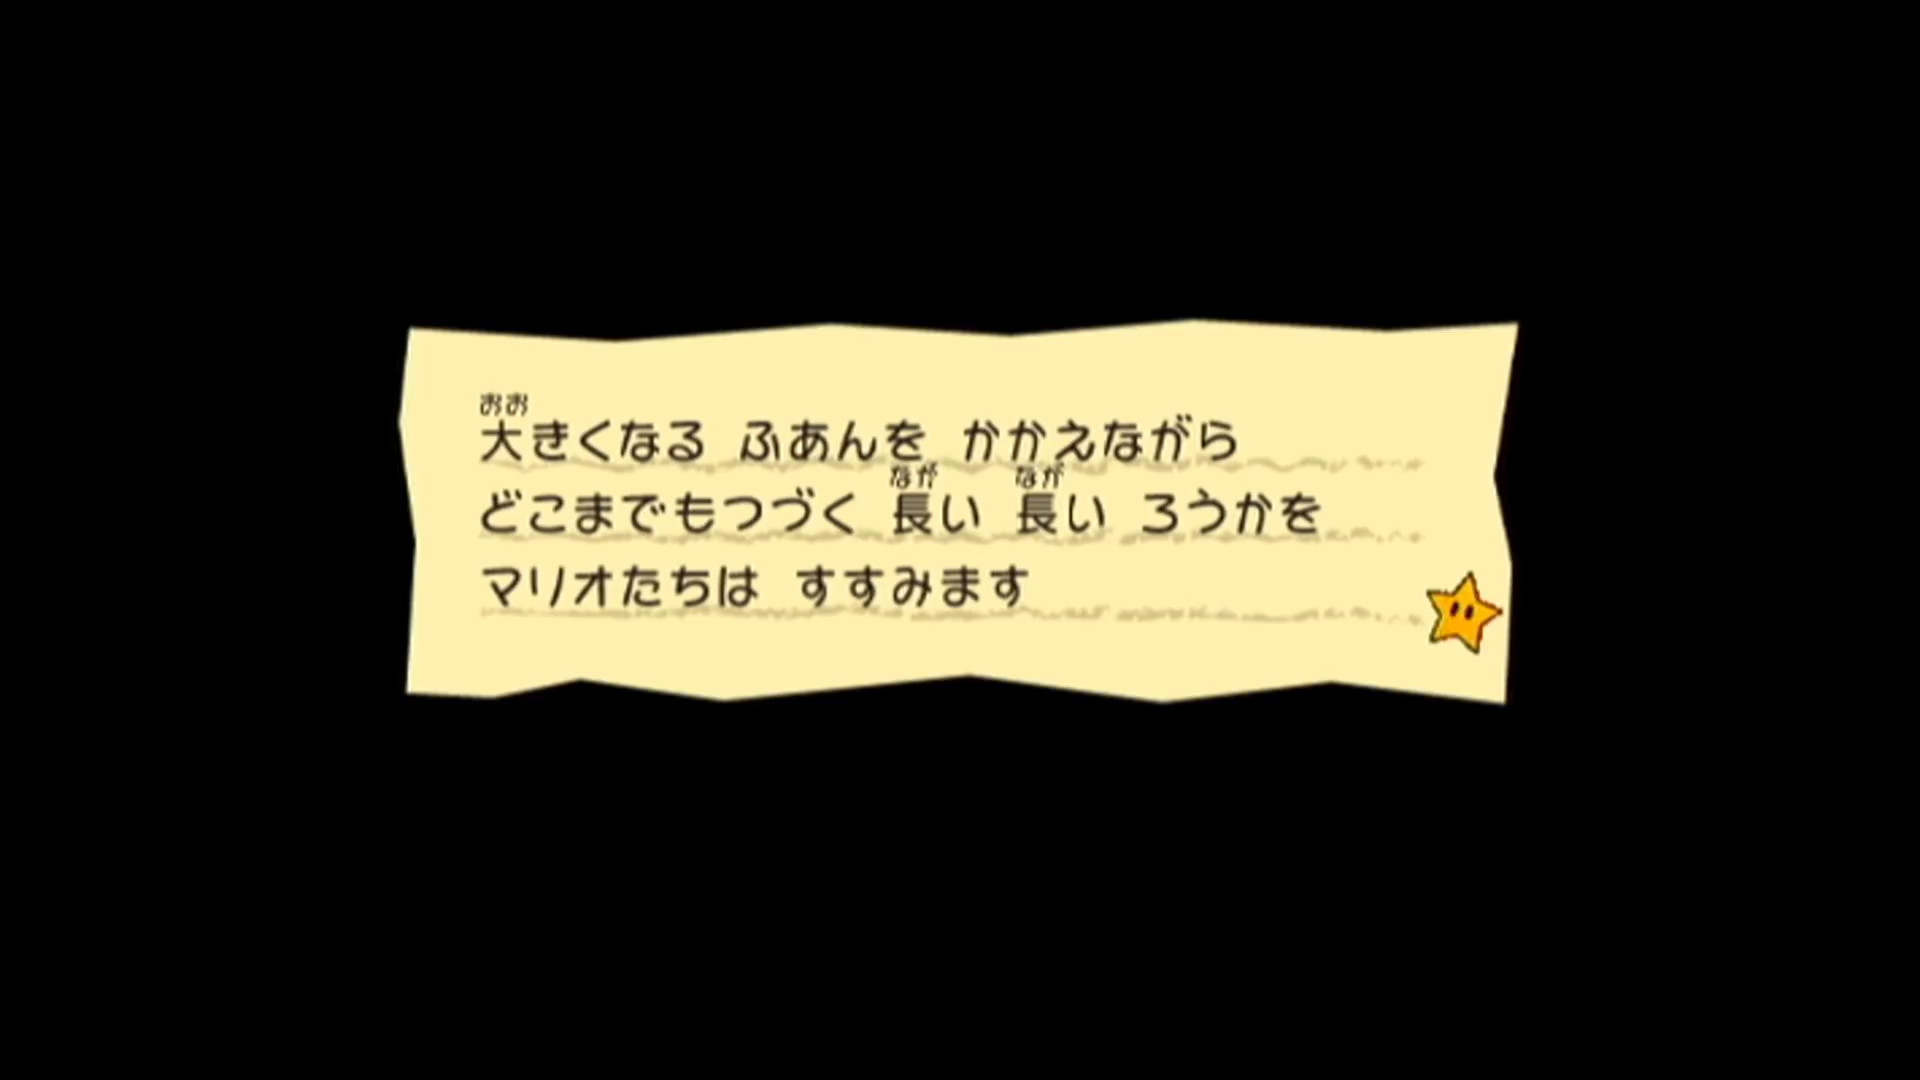 大きくなる ふあんを かかえながら
どこまでもつづく 長い 長い ろうかを
マリオたちは すすみます